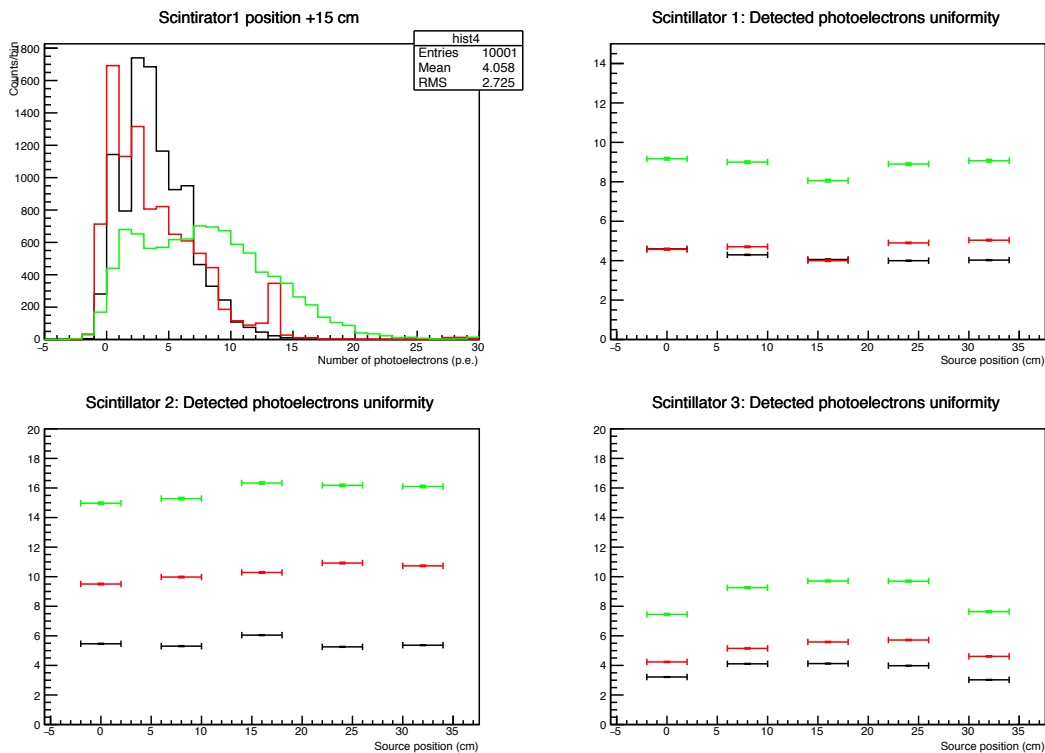 Scintirator1 position +15 cm
hist4
Entries 10001
Mean 4.058
RMS 2.725
Counts/bin
1800
1600
1400
1200
1000
800
600
400
200
0
−5 0 5 10 15 20 25 30
Number of photoelectrons (p.e.)
Scintillator 1: Detected photoelectrons uniformity
14
12
10
8
6
4
2
0
−5 0 5 10 15 20 25 30 35
Source position (cm)
Scintillator 2: Detected photoelectrons uniformity
20
18
16
14
12
10
8
6
4
2
0
−5 0 5 10 15 20 25 30 35
Source position (cm)
Scintillator 3: Detected photoelectrons uniformity
20
18
16
14
12
10
8
6
4
2
0
−5 0 5 10 15 20 25 30 35
Source position (cm)